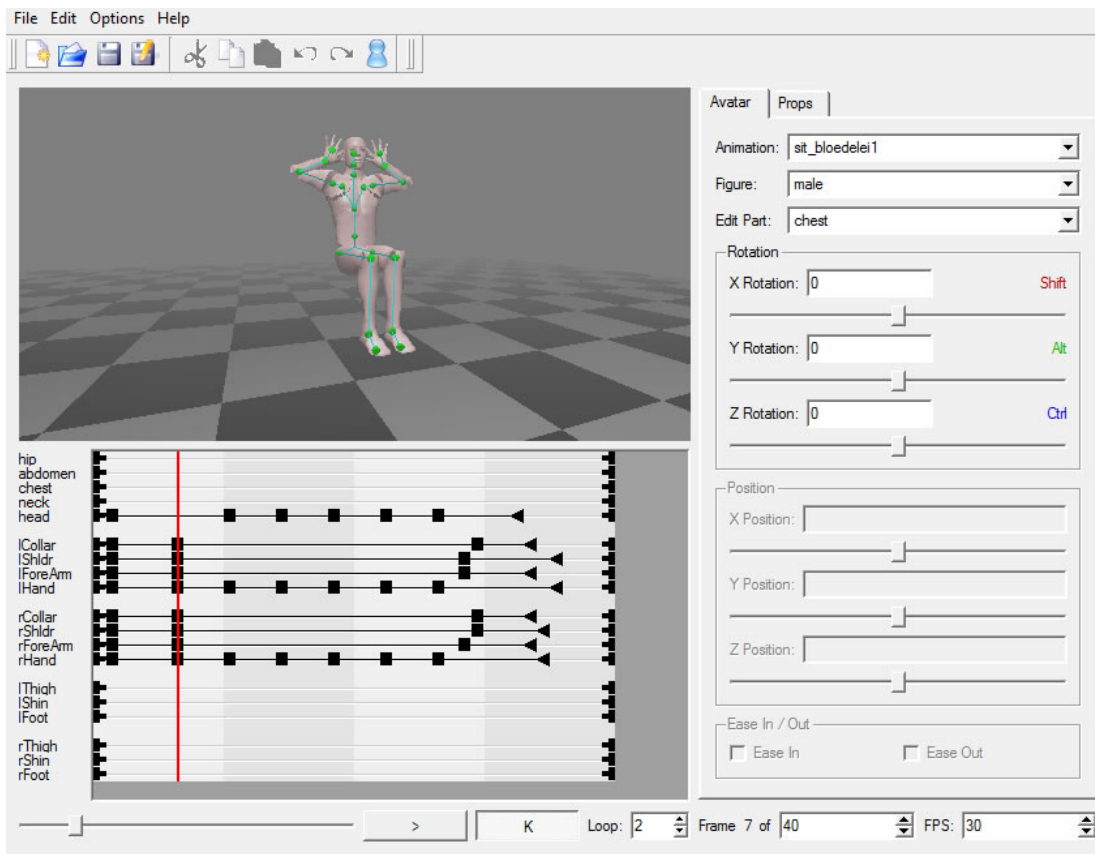 File Edit Options Help
Avatar Props
Animation: sit_bloedelei1
Figure: male
Edit Part: chest
Rotation
X Rotation: 0 Shift
Y Rotation: 0 Alt
Z Rotation: 0 Ctrl
Position
X Position:
Y Position:
Z Position:
Ease In / Out
Ease In Ease Out
hip
abdomen
chest
neck
head
lCollar
lShldr
lForeArm
lHand
rCollar
rShldr
rForeArm
rHand
lThigh
lShin
lFoot
rThigh
rShin
rFoot
> K Loop: 2 Frame 7 of 40 FPS: 30